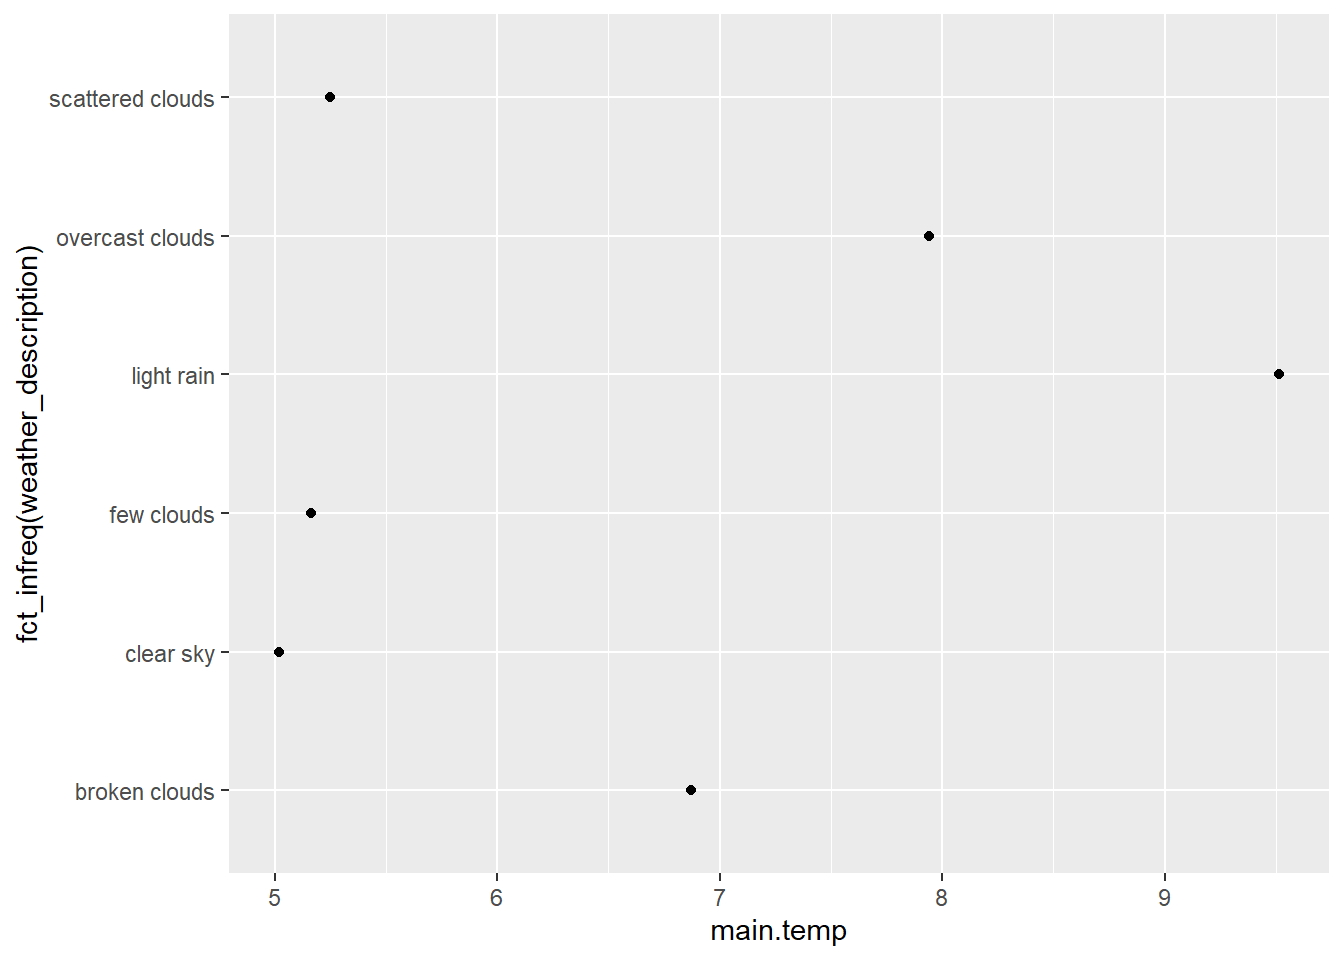 fct_infreq(weather_description)
scattered clouds
overcast clouds
light rain
few clouds
clear sky
broken clouds
5 6 7 8 9
main.temp